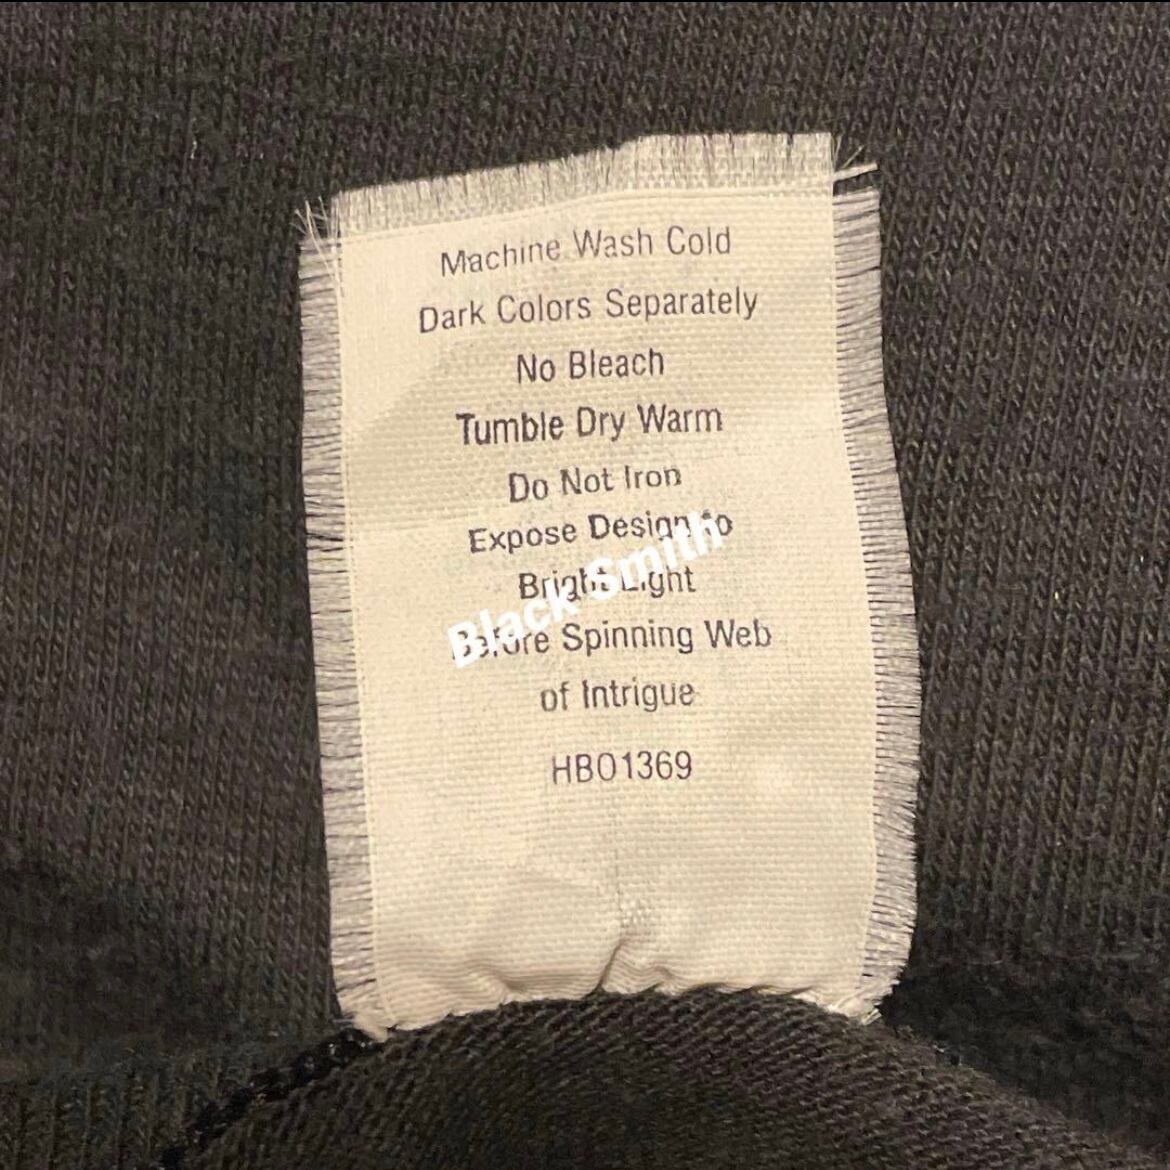 Machine Wash Cold
Dark Colors Separately
No Bleach
Tumble Dry Warm
Do Not Iron
Expose Design to
Bright Light
Before Spinning Web
of Intrigue
HBO1369
Black Smith